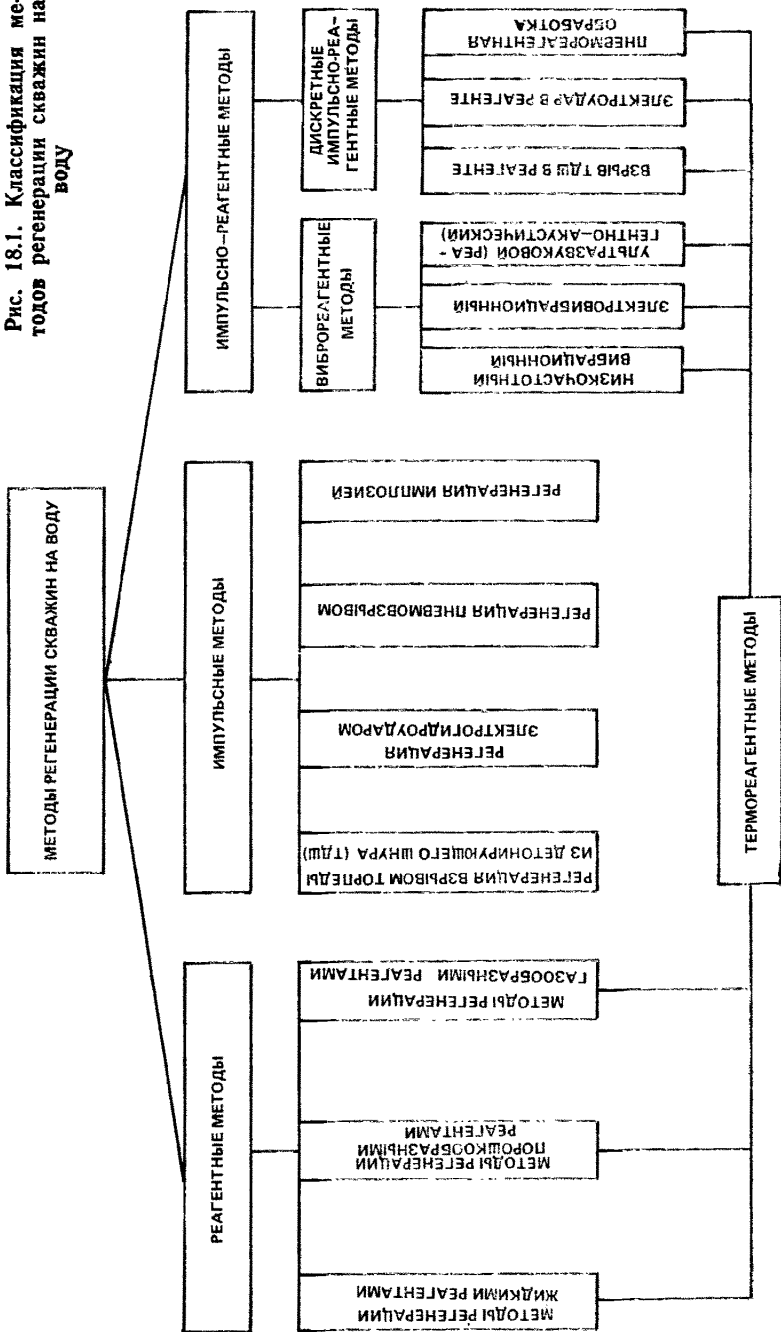 Рис. 18.1. Классификация ме-
тодов регенерации скважин на
воду
МЕТОДЫ РЕГЕНЕРАЦИИ СКВАЖИН НА ВОДУ
РЕАГЕНТНЫЕ МЕТОДЫ
ИМПУЛЬСНЫЕ МЕТОДЫ
ИМПУЛЬСНО-РЕАГЕНТНЫЕ МЕТОДЫ
ВИБРОРЕАГЕНТНЫЕ
МЕТОДЫ
ДИСКРЕТНЫЕ
ИМПУЛЬСНО-РЕА-
ГЕНТНЫЕ МЕТОДЫ
МЕТОДЫ РЕГЕНЕРАЦИИ
ЖИДКИМИ РЕАГЕНТАМИ
МЕТОДЫ РЕГЕНЕРАЦИИ
ПОРОШКООБРАЗНЫМИ
РЕАГЕНТАМИ
МЕТОДЫ РЕГЕНЕРАЦИИ
ГАЗООБРАЗНЫМИ РЕАГЕНТАМИ
РЕГЕНЕРАЦИЯ ВЗРЫВОМ ТОРПЕДЫ
ИЗ ДЕТОНИРУЮЩЕГО ШНУРА (ТДШ)
РЕГЕНЕРАЦИЯ
ЭЛЕКТРОГИДРОУДАРОМ
РЕГЕНЕРАЦИЯ ПНЕВМОВЗРЫВОМ
РЕГЕНЕРАЦИЯ ИМПЛОЗИЕЙ
НИЗКОЧАСТОТНЫЙ
ВИБРАЦИОННЫЙ
ЭЛЕКТРОВИБРАЦИОННЫЙ
УЛЬТРАЗВУКОВОЙ (РЕА-
ГЕНТНО-АКУСТИЧЕСКИЙ)
ВЗРЫВ ТДШ В РЕАГЕНТЕ
ЭЛЕКТРОУДАР В РЕАГЕНТЕ
ПНЕВМОРЕАГЕНТНАЯ
ОБРАБОТКА
ТЕРМОРЕАГЕНТНЫЕ МЕТОДЫ